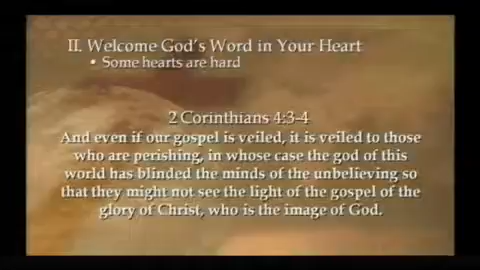 II. Welcome God's Word in Your Heart
• Some hearts are hard
2 Corinthians 4:3-4
And even if our gospel is veiled, it is veiled to those
who are perishing, in whose case the god of this
world has blinded the minds of the unbelieving so
that they might not see the light of the gospel of the
glory of Christ, who is the image of God.